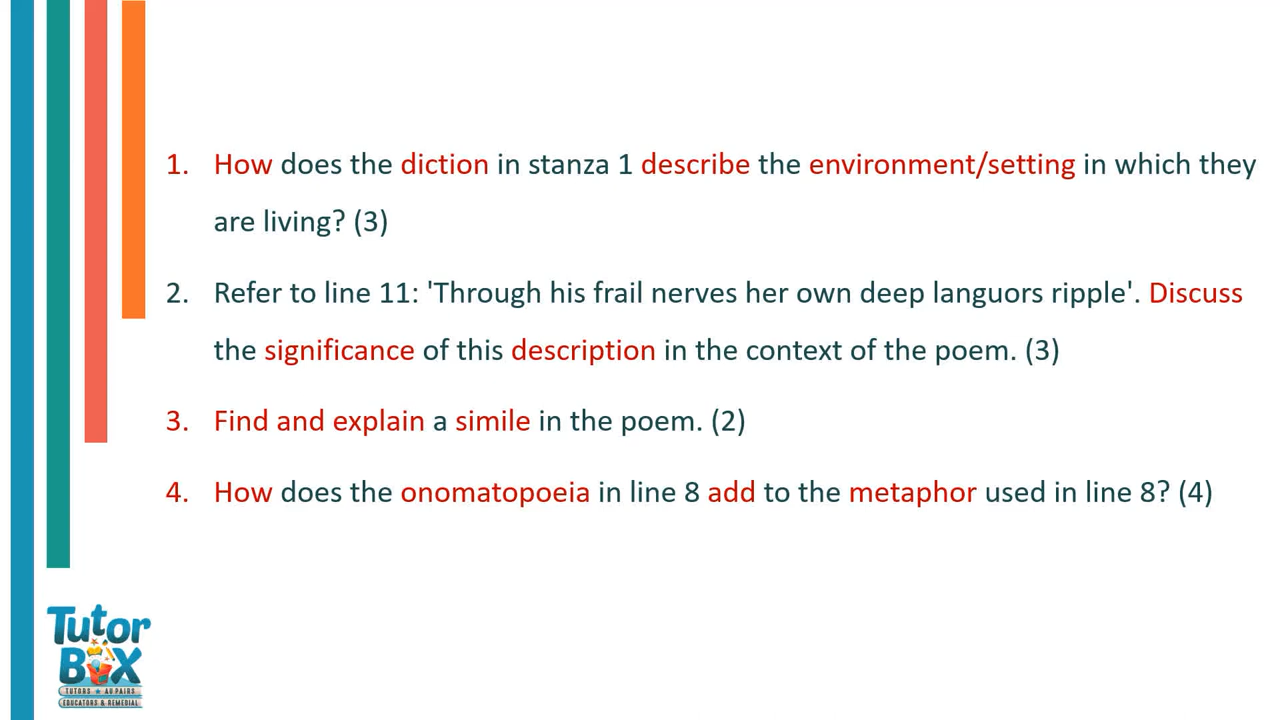 1. How does the diction in stanza 1 describe the environment/setting in which they
are living? (3)
2. Refer to line 11: 'Through his frail nerves her own deep languors ripple'. Discuss
the significance of this description in the context of the poem. (3)
3. Find and explain a simile in the poem. (2)
4. How does the onomatopoeia in line 8 add to the metaphor used in line 8? (4)
Tutor
BOX
TUTORS ★ AU PAIRS
EDUCATORS & REMEDIAL